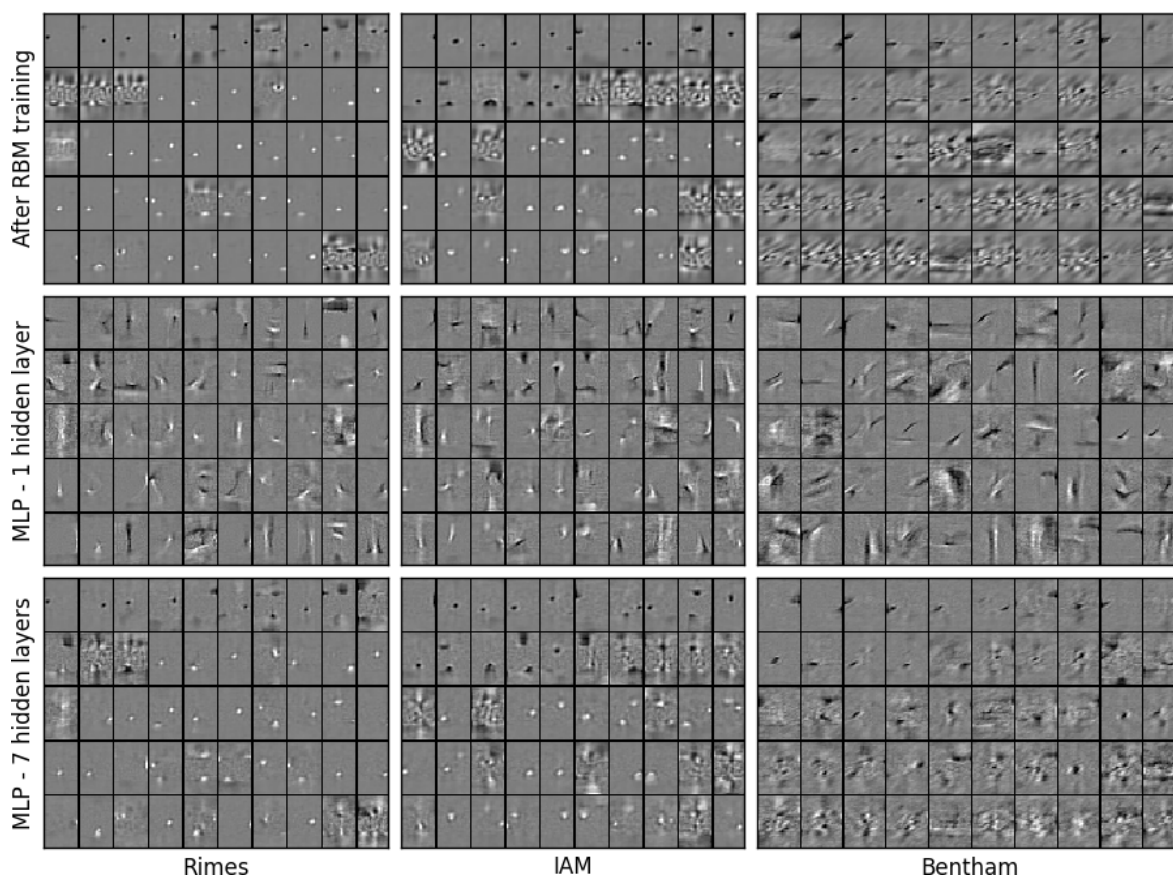 After RBM training
MLP - 1 hidden layer
MLP - 7 hidden layers
Rimes
IAM
Bentham